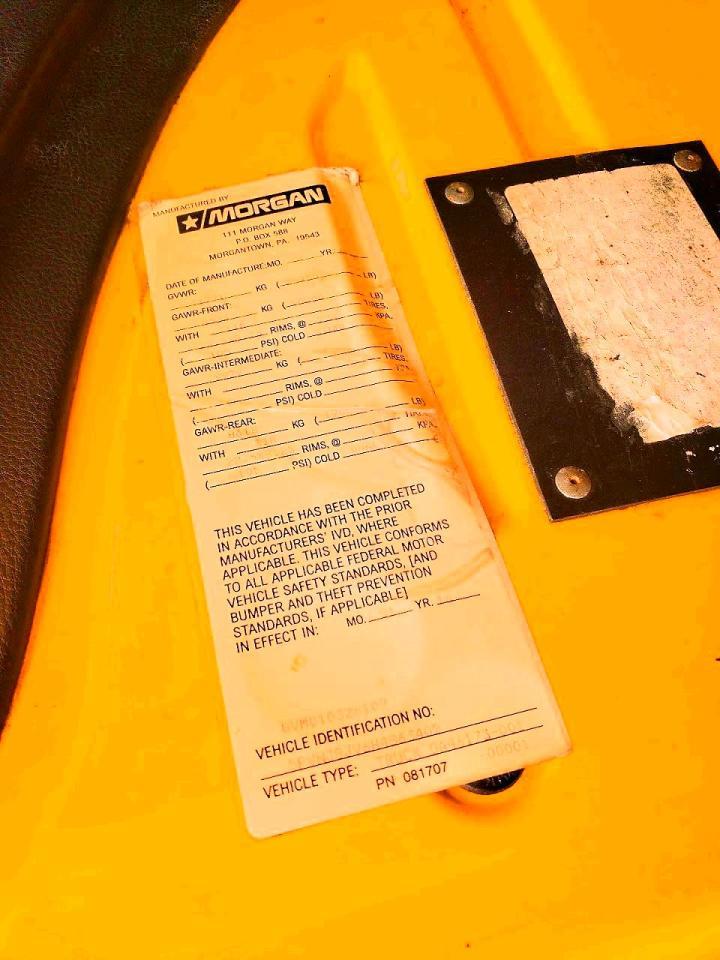 MANUFACTURED BY
MORGAN
111 MORGAN WAY
P.O. BOX 588
MORGANTOWN, PA. 19543
DATE OF MANUFACTURE:MO. YR.
GVWR: KG ( LB)
GAWR-FRONT: KG ( LB)
WITH TIRES,
RIMS, @ KPA.
( PSI) COLD
GAWR-INTERMEDIATE: KG ( LB)
WITH TIRES,
RIMS, @
( PSI) COLD
GAWR-REAR: KG ( LB)
WITH
RIMS, @ KPA.
( PSI) COLD
THIS VEHICLE HAS BEEN COMPLETED
IN ACCORDANCE WITH THE PRIOR
MANUFACTURERS' IVD, WHERE
APPLICABLE. THIS VEHICLE CONFORMS
TO ALL APPLICABLE FEDERAL MOTOR
VEHICLE SAFETY STANDARDS, [AND
BUMPER AND THEFT PREVENTION
STANDARDS, IF APPLICABLE]
IN EFFECT IN: MO. YR.
VEHICLE IDENTIFICATION NO:
VEHICLE TYPE: TRUCK
PN 081707